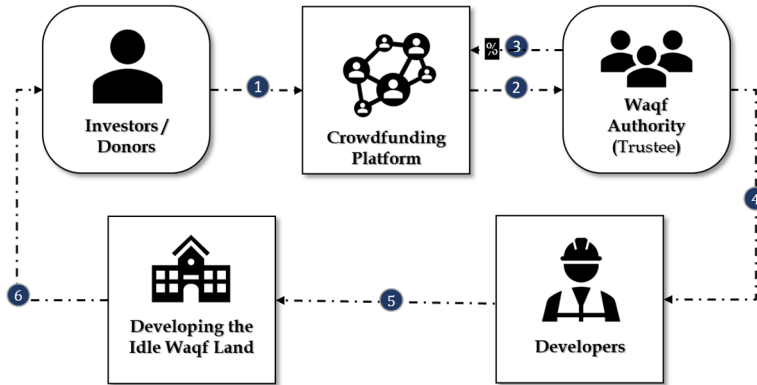 Investors /
Donors
1
Crowdfunding
Platform
% 3
2
Waqf
Authority
(Trustee)
4
6
Developing the
Idle Waqf Land
5
Developers